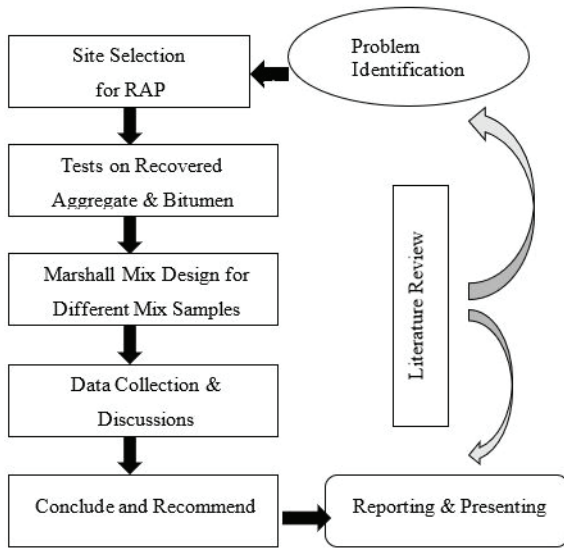 Problem
Identification
Site Selection
for RAP
Tests on Recovered
Aggregate & Bitumen
Marshall Mix Design for
Different Mix Samples
Data Collection &
Discussions
Conclude and Recommend
Reporting & Presenting
Literature Review